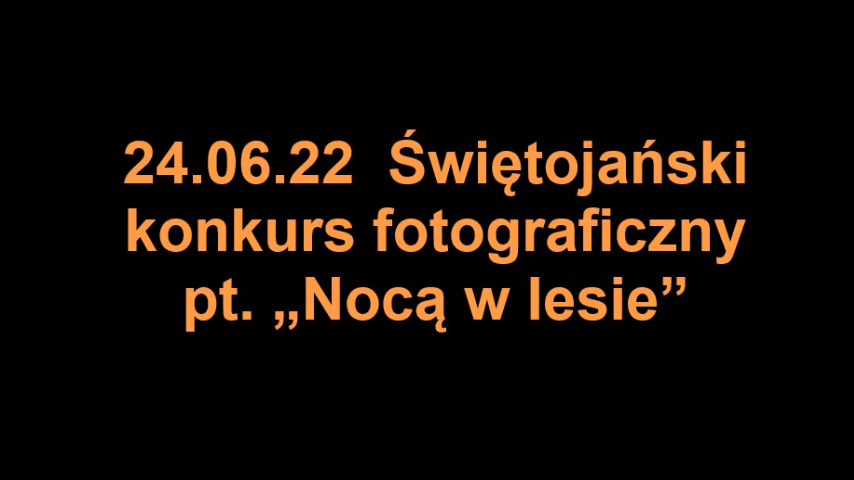 24.06.22  Świętojański
konkurs fotograficzny
pt. „Nocą w lesie”